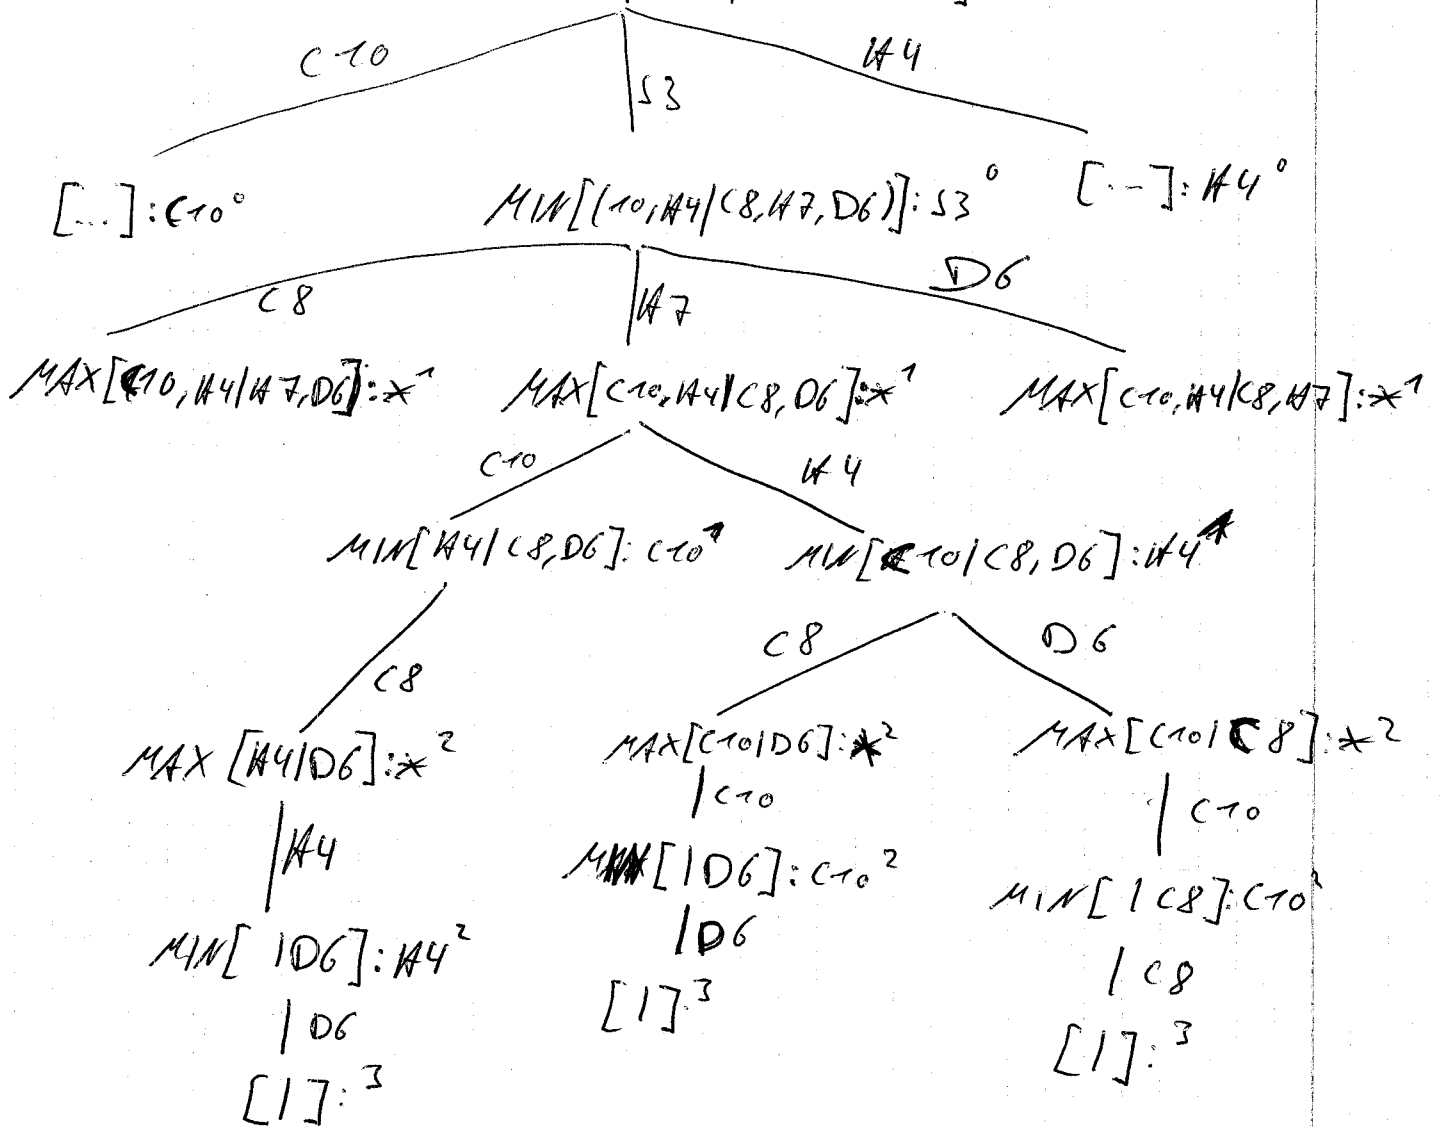 C10 H4
S3
[...]:C10⁰ MIN[(10,H4|C8,H7,D6)]:S3⁰ [.-]:H4⁰
C8 H7 D6
MAX[C10,H4|H7,D6]:*¹ MAX[C10,H4|C8,D6]:*¹ MAX[C10,H4|C8,H7]:*¹
C10 H4
MIN[H4|C8,D6]:C10¹ MIN[C10|C8,D6]:H4¹
C8 C8 D6
MAX[H4|D6]:*² MAX[C10|D6]:*² MAX[C10|C8]:*²
H4 C10 C10
MIN[|D6]:H4² MIN[|D6]:C10² MIN[|C8]:C10²
D6 D6 C8
[|]:³ [|]:³ [|]:³